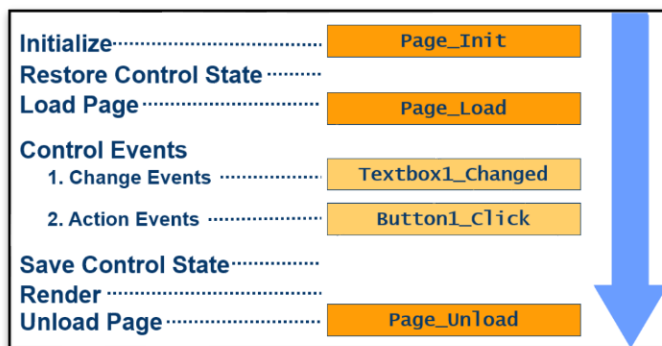 Initialize Page_Init
Restore Control State
Load Page Page_Load
Control Events
1. Change Events Textbox1_Changed
2. Action Events Button1_Click
Save Control State
Render
Unload Page Page_Unload